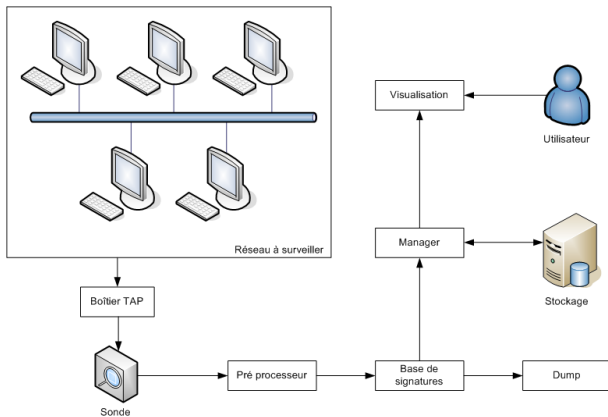 Visualisation
Utilisateur
Réseau à surveiller
Manager
Boîtier TAP
Stockage
Pré processeur
Base de
signatures
Dump
Sonde